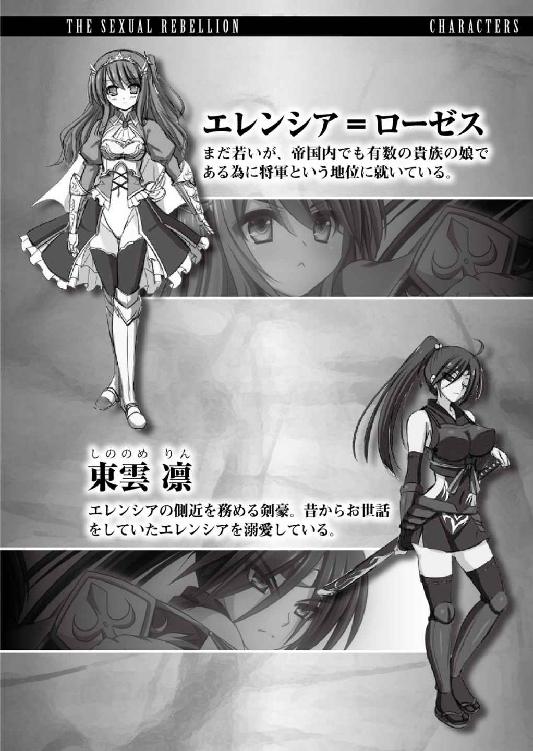 THE SEXUAL REBELLION
CHARACTERS
エレンシア＝ローゼス
まだ若いが、帝国内でも有数の貴族の娘で
ある為に将軍という地位に就いている。
しののめ りん
東雲 凛
エレンシアの側近を務める剣豪。昔からお世話
をしていたエレンシアを溺愛している。